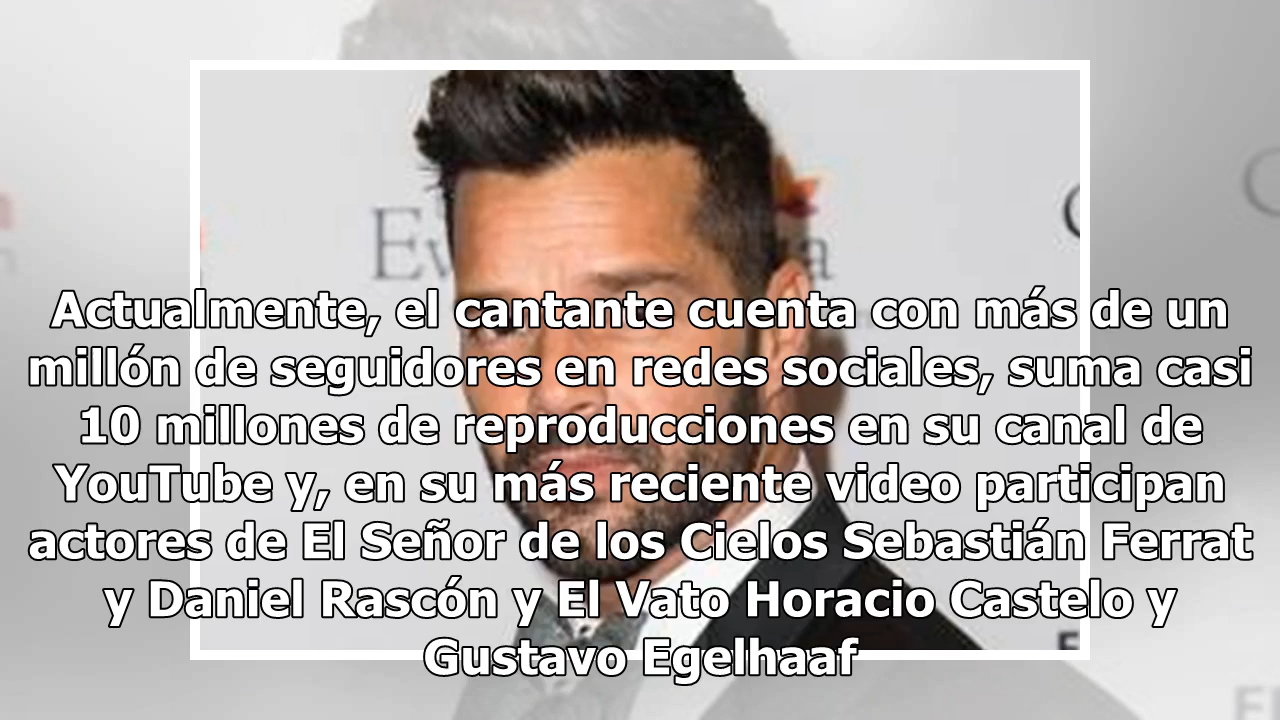 Actualmente, el cantante cuenta con más de un
millón de seguidores en redes sociales, suma casi
10 millones de reproducciones en su canal de
YouTube y, en su más reciente video participan
actores de El Señor de los Cielos Sebastián Ferrat
y Daniel Rascón y El Vato Horacio Castelo y
Gustavo Egelhaaf